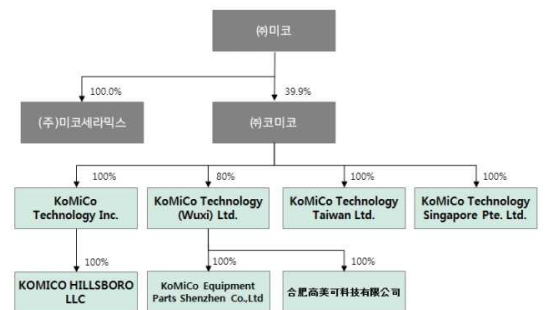 ㈜미코
100.0%
39.9%
(주)미코세라믹스
㈜코미코
100%
80%
100%
100%
KoMiCo
Technology Inc.
KoMiCo Technology
(Wuxi) Ltd.
KoMiCo Technology
Taiwan Ltd.
KoMiCo Technology
Singapore Pte. Ltd.
100%
100%
100%
KOMICO HILLSBORO
LLC
KoMiCo Equipment
Parts Shenzhen Co.,Ltd
合肥高美可科技有限公司